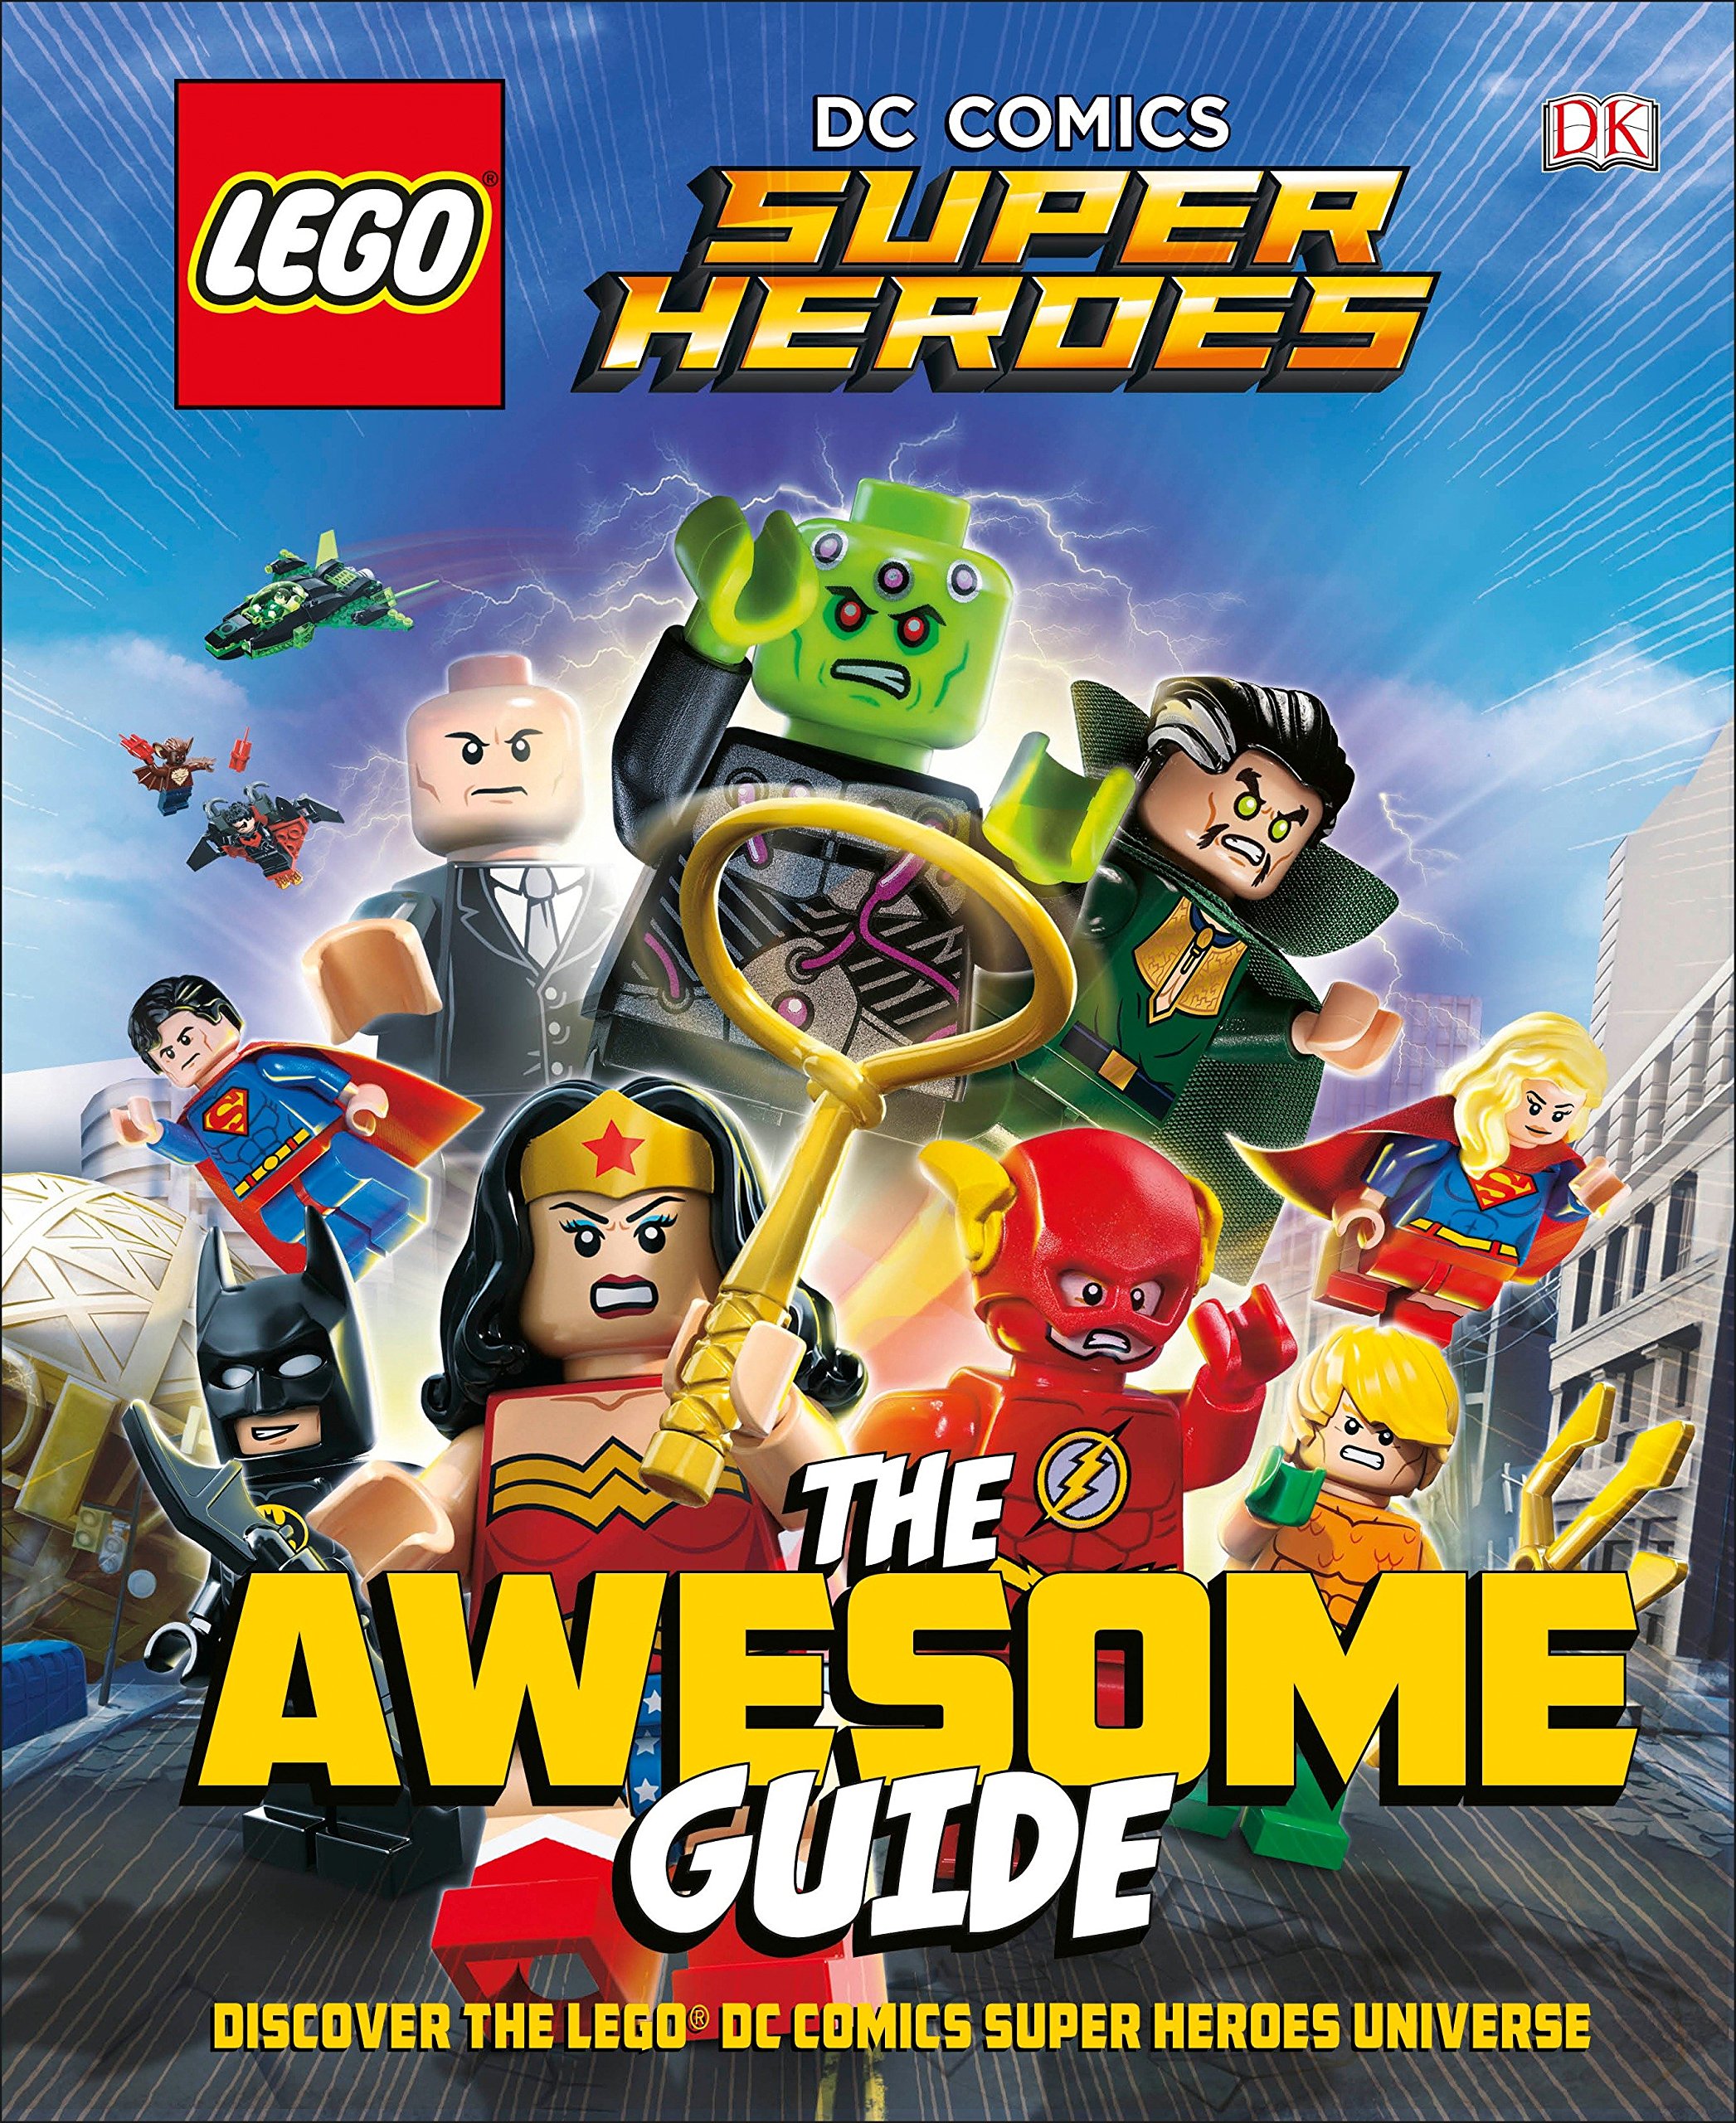 LEGO®
DC COMICS
SUPER
HEROES
DK
THE
AWESOME
GUIDE
DISCOVER THE LEGO® DC COMICS SUPER HEROES UNIVERSE